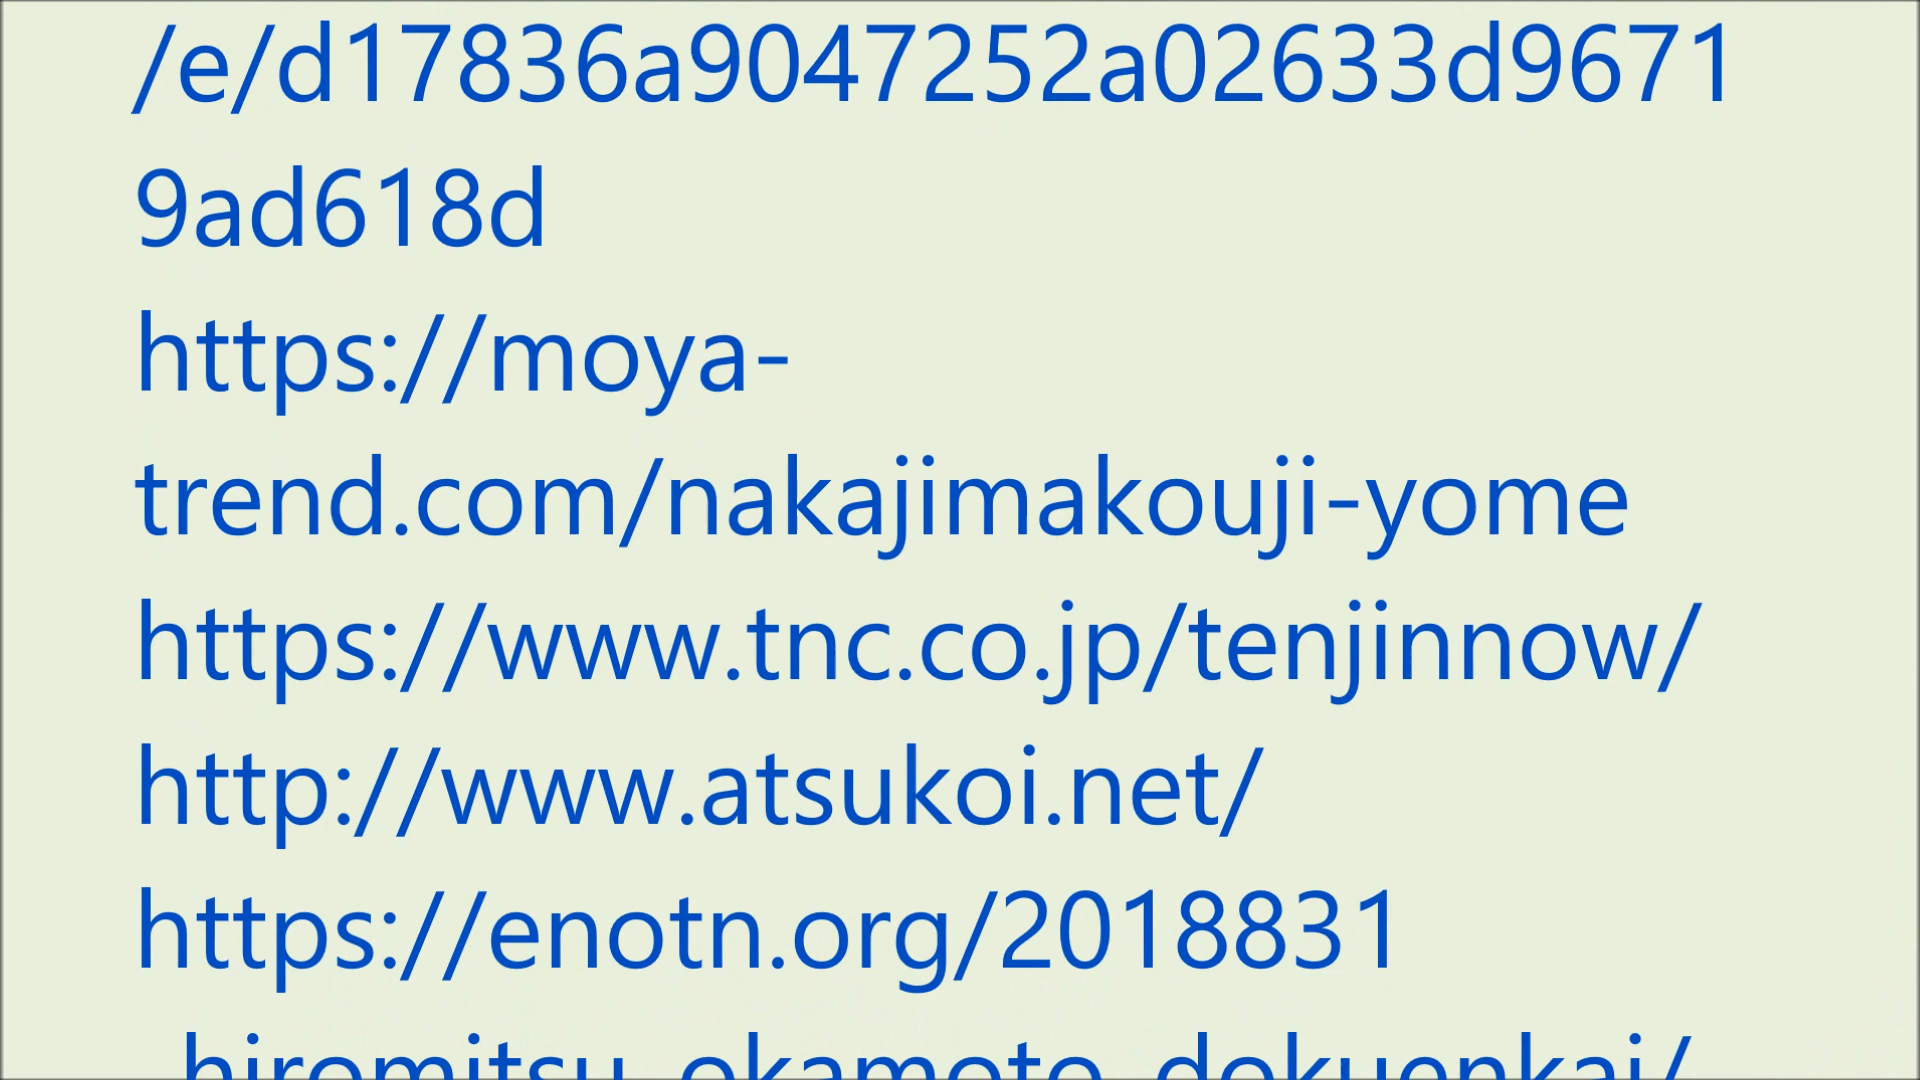 /e/d17836a9047252a02633d9671
9ad618d
https://moya-
trend.com/nakajimakouji-yome
https://www.tnc.co.jp/tenjinnow/
http://www.atsukoi.net/
https://enotn.org/2018831
_hiromitsu_okamoto_dokuenkai/